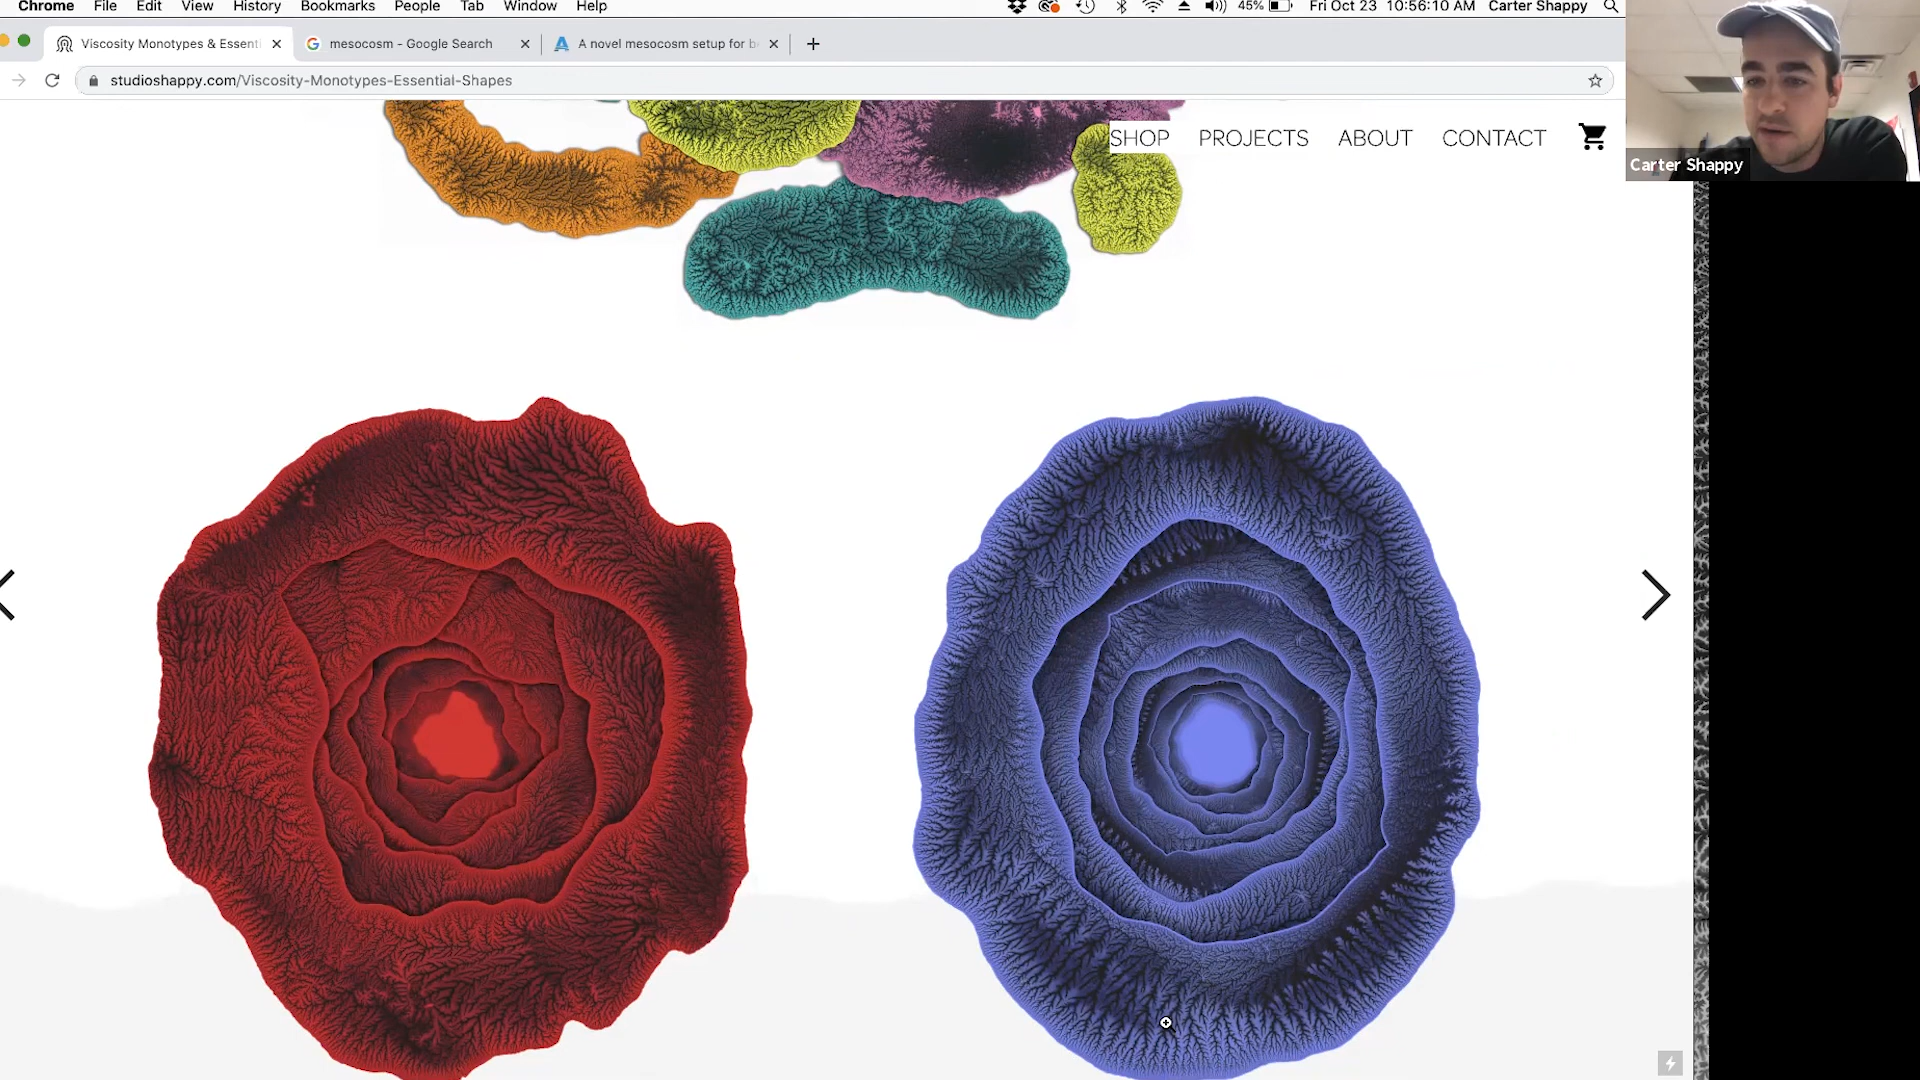 Chrome File Edit View History Bookmarks People Tab Window Help 45% Fri Oct 23 10:56:10 AM Carter Shappy
Viscosity Monotypes & Essenti mesocosm - Google Search A novel mesocosm setup for be
studioshappy.com/Viscosity-Monotypes-Essential-Shapes
SHOP PROJECTS ABOUT CONTACT
Carter Shappy